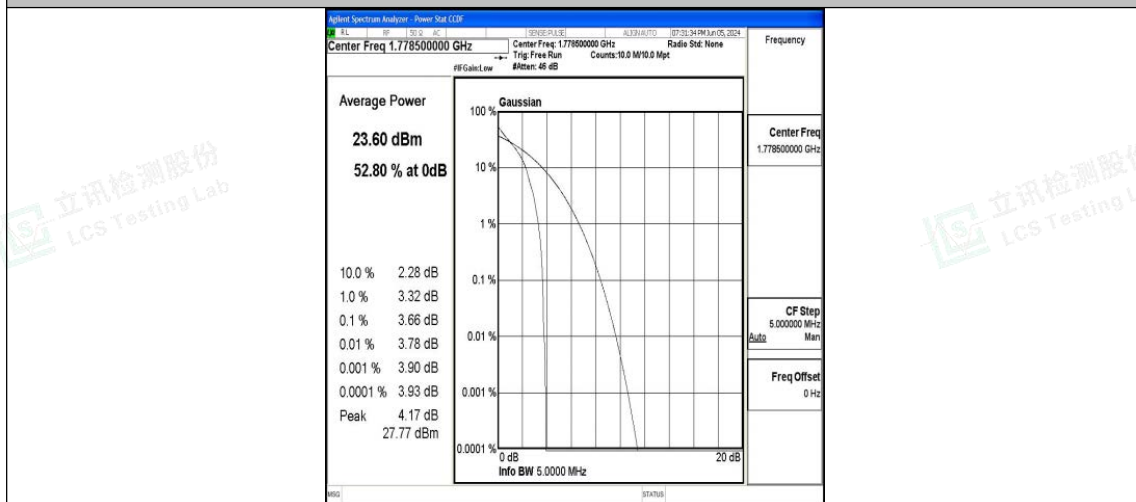 Agilent Spectrum Analyzer - Power Stat CCDF
RL RF 50 Ω AC SENSE:PULSE ALIGNAUTO 07:31:34 PM Jun 05, 2024
Center Freq 1.778500000 GHz
Center Freq: 1.778500000 GHz Radio Std: None
Trig: Free Run Counts:10.0 M/10.0 Mpt
#IFGain:Low #Atten: 46 dB
Frequency
Average Power
23.60 dBm
52.80 % at 0dB
10.0 % 2.28 dB
1.0 % 3.32 dB
0.1 % 3.66 dB
0.01 % 3.78 dB
0.001 % 3.90 dB
0.0001 % 3.93 dB
Peak 4.17 dB
27.77 dBm
Gaussian
100 %
10 %
1 %
0.1 %
0.01 %
0.001 %
0.0001 %
0 dB 20 dB
Info BW 5.0000 MHz
Center Freq
1.778500000 GHz
CF Step
5.000000 MHz
Auto Man
Freq Offset
0 Hz
MSG STATUS
立讯检测股份
LCS Testing Lab
立讯检测股份
LCS Testing L